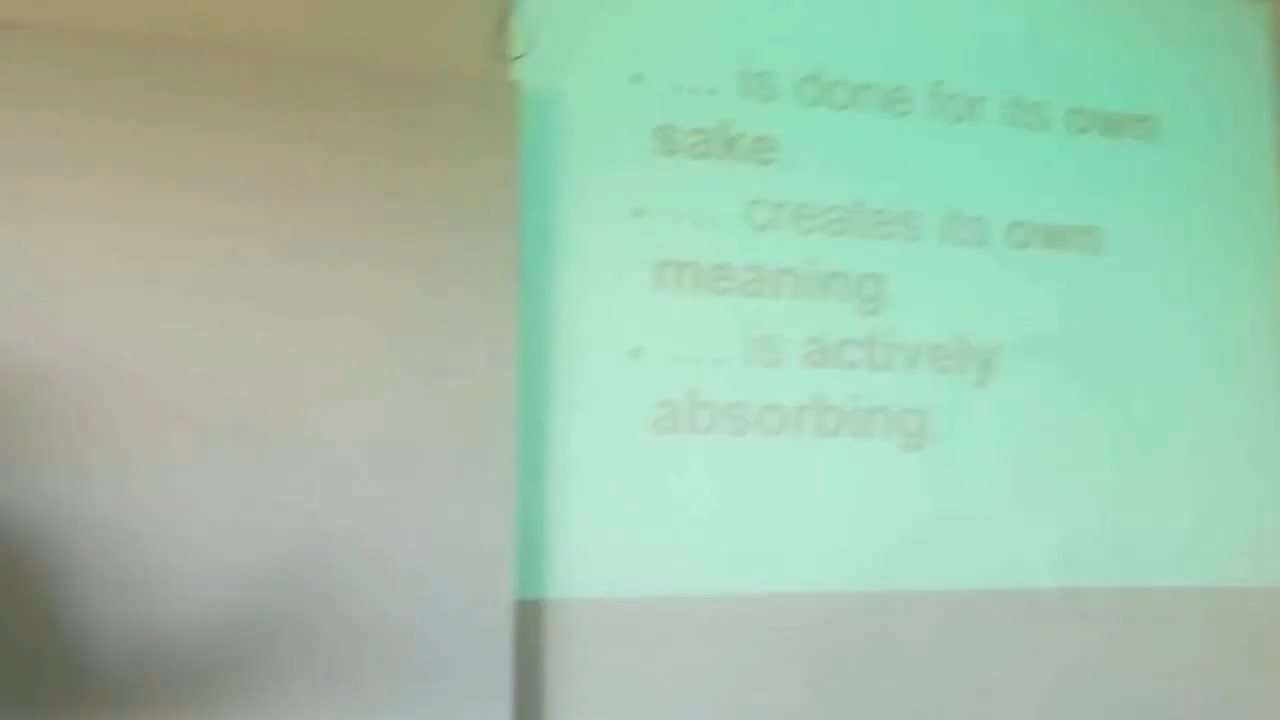 - ... is done for its own
sake
- .... creates its own
meaning
- .... is actively
absorbing